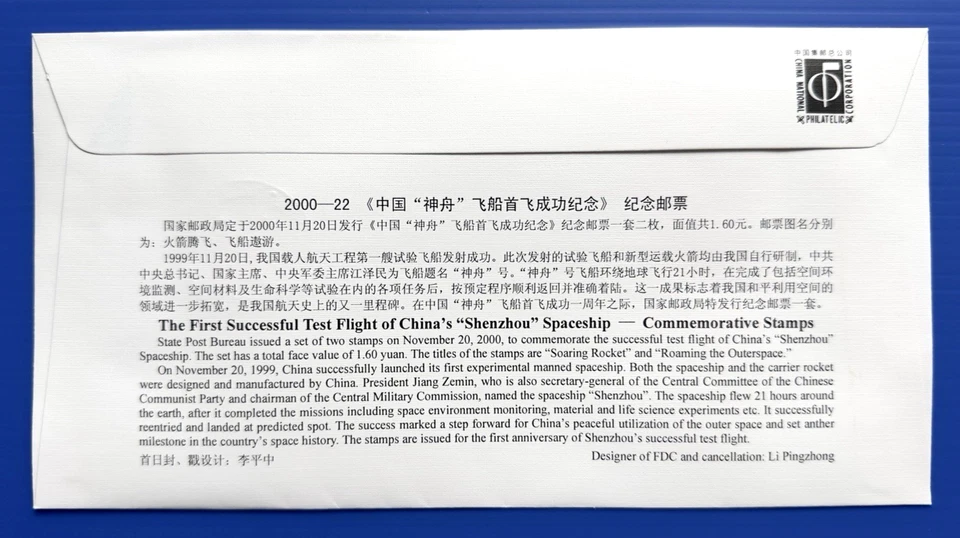 中国集邮总公司
CHINA NATIONAL
PHILATELIC
CORPORATION
2000—22 《中国“神舟”飞船首飞成功纪念》 纪念邮票
国家邮政局定于2000年11月20日发行《中国“神舟”飞船首飞成功纪念》纪念邮票一套二枚，面值共1.60元。邮票图名分别
为：火箭腾飞、飞船遨游。
1999年11月20日，我国载人航天工程第一艘试验飞船发射成功。此次发射的试验飞船和新型运载火箭均由我国自行研制，中共
中央总书记、国家主席、中央军委主席江泽民为飞船题名“神舟”号。“神舟”号飞船环绕地球飞行21小时，在完成了包括空间环
境监测、空间材料及生命科学等试验在内的各项任务后，按预定程序顺利返回并准确着陆。这一成果标志着我国和平利用空间的
领域进一步拓宽，是我国航天史上的又一里程碑。在中国“神舟”飞船首飞成功一周年之际，国家邮政局特发行纪念邮票一套。
The First Successful Test Flight of China's “Shenzhou” Spaceship — Commemorative Stamps
State Post Bureau issued a set of two stamps on November 20, 2000, to commemorate the successful test flight of China's “Shenzhou”
Spaceship. The set has a total face value of 1.60 yuan. The titles of the stamps are “Soaring Rocket” and “Roaming the Outerspace.”
On November 20, 1999, China successfully launched its first experimental manned spaceship. Both the spaceship and the carrier rocket
were designed and manufactured by China. President Jiang Zemin, who is also secretary-general of the Central Committee of the Chinese
Communist Party and chairman of the Central Military Commission, named the spaceship “Shenzhou”. The spaceship flew 21 hours around
the earth, after it completed the missions including space environment monitoring, material and life science experiments etc. It successfully
reentried and landed at predicted spot. The success marked a step forward for China's peaceful utilization of the outer space and set anther
milestone in the country's space history. The stamps are issued for the first anniversary of Shenzhou's successful test flight.
首日封、戳设计：李平中
Designer of FDC and cancellation: Li Pingzhong